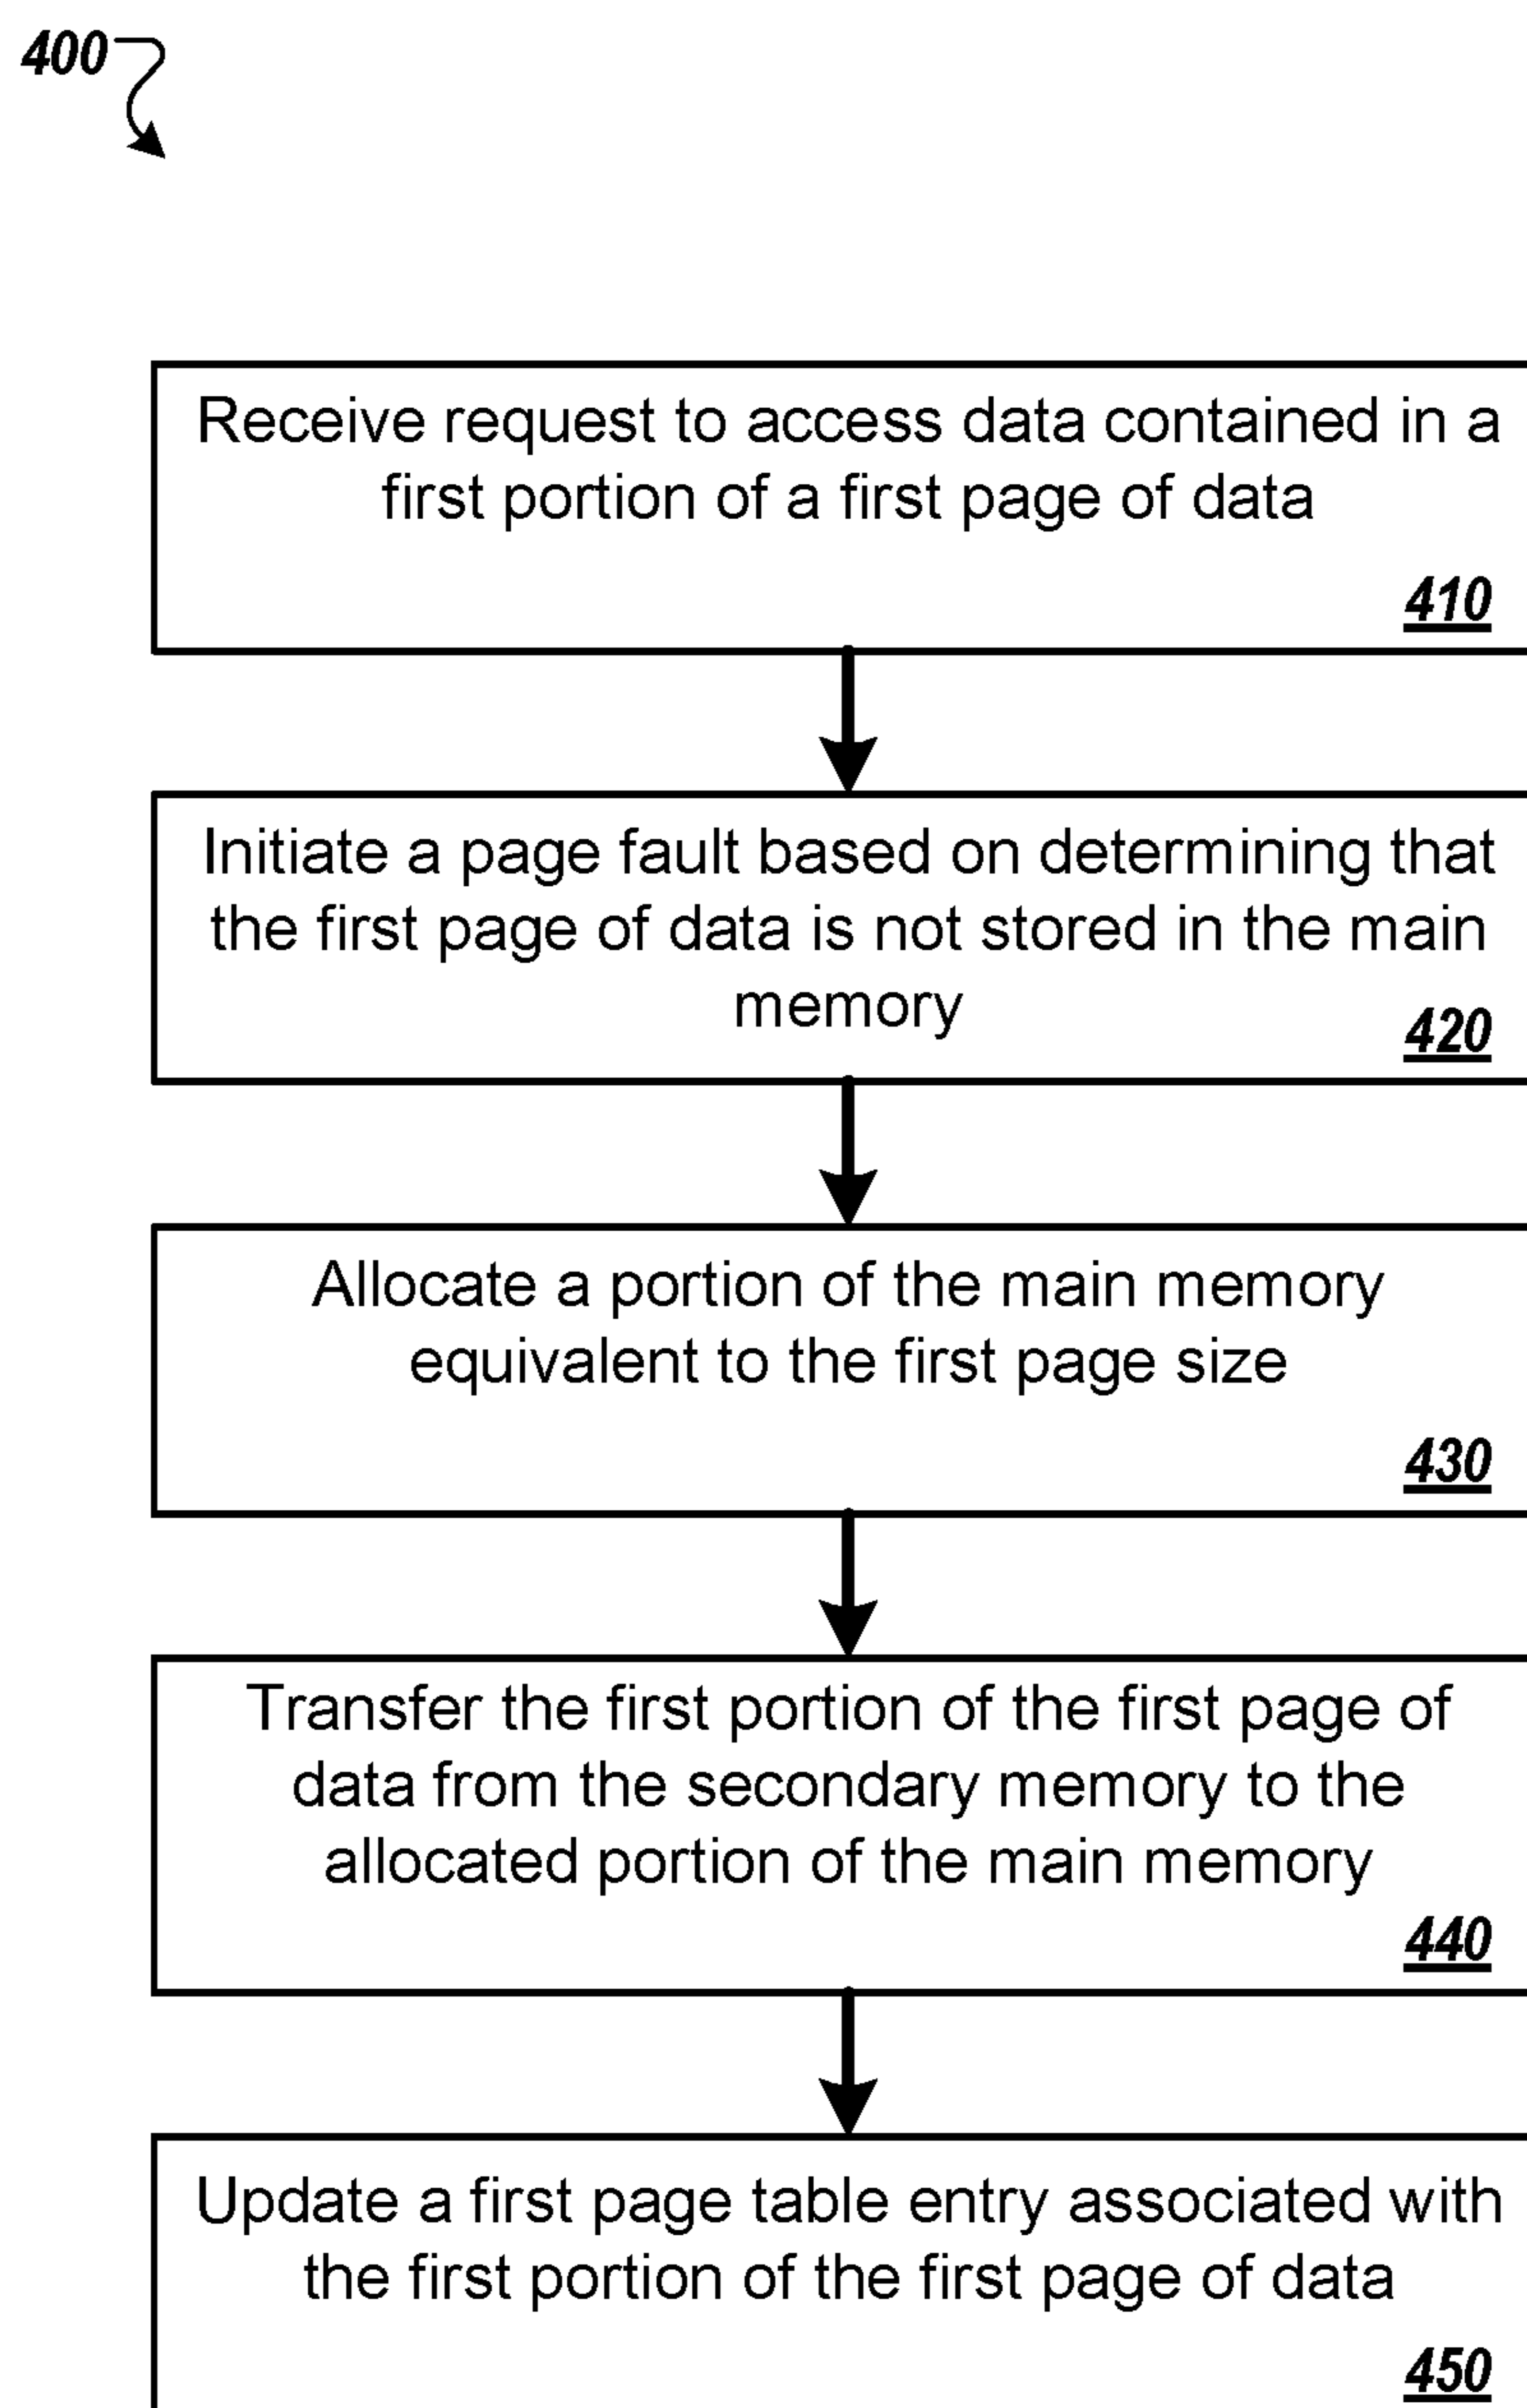 400
Receive request to access data contained in a
first portion of a first page of data
410
Initiate a page fault based on determining that
the first page of data is not stored in the main
memory
420
Allocate a portion of the main memory
equivalent to the first page size
430
Transfer the first portion of the first page of
data from the secondary memory to the
allocated portion of the main memory
440
Update a first page table entry associated with
the first portion of the first page of data
450